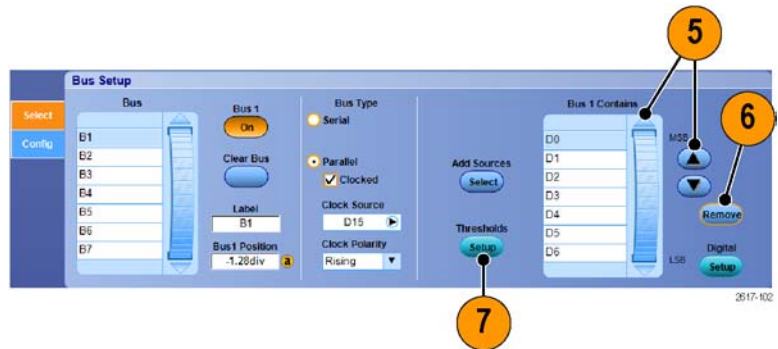 5
Bus Setup
Select
Config
Bus
B1
B2
B3
B4
B5
B6
B7
Bus 1
On
Clear Bus
Label
B1
Bus1 Position
-1.28div
a
Bus Type
Serial
Parallel
Clocked
Clock Source
D15
Clock Polarity
Rising
Add Sources
Select
Thresholds
Setup
Bus 1 Contains
D0
D1
D2
D3
D4
D5
D6
MSB
LSB
6
Remove
Digital
Setup
7
2617-102